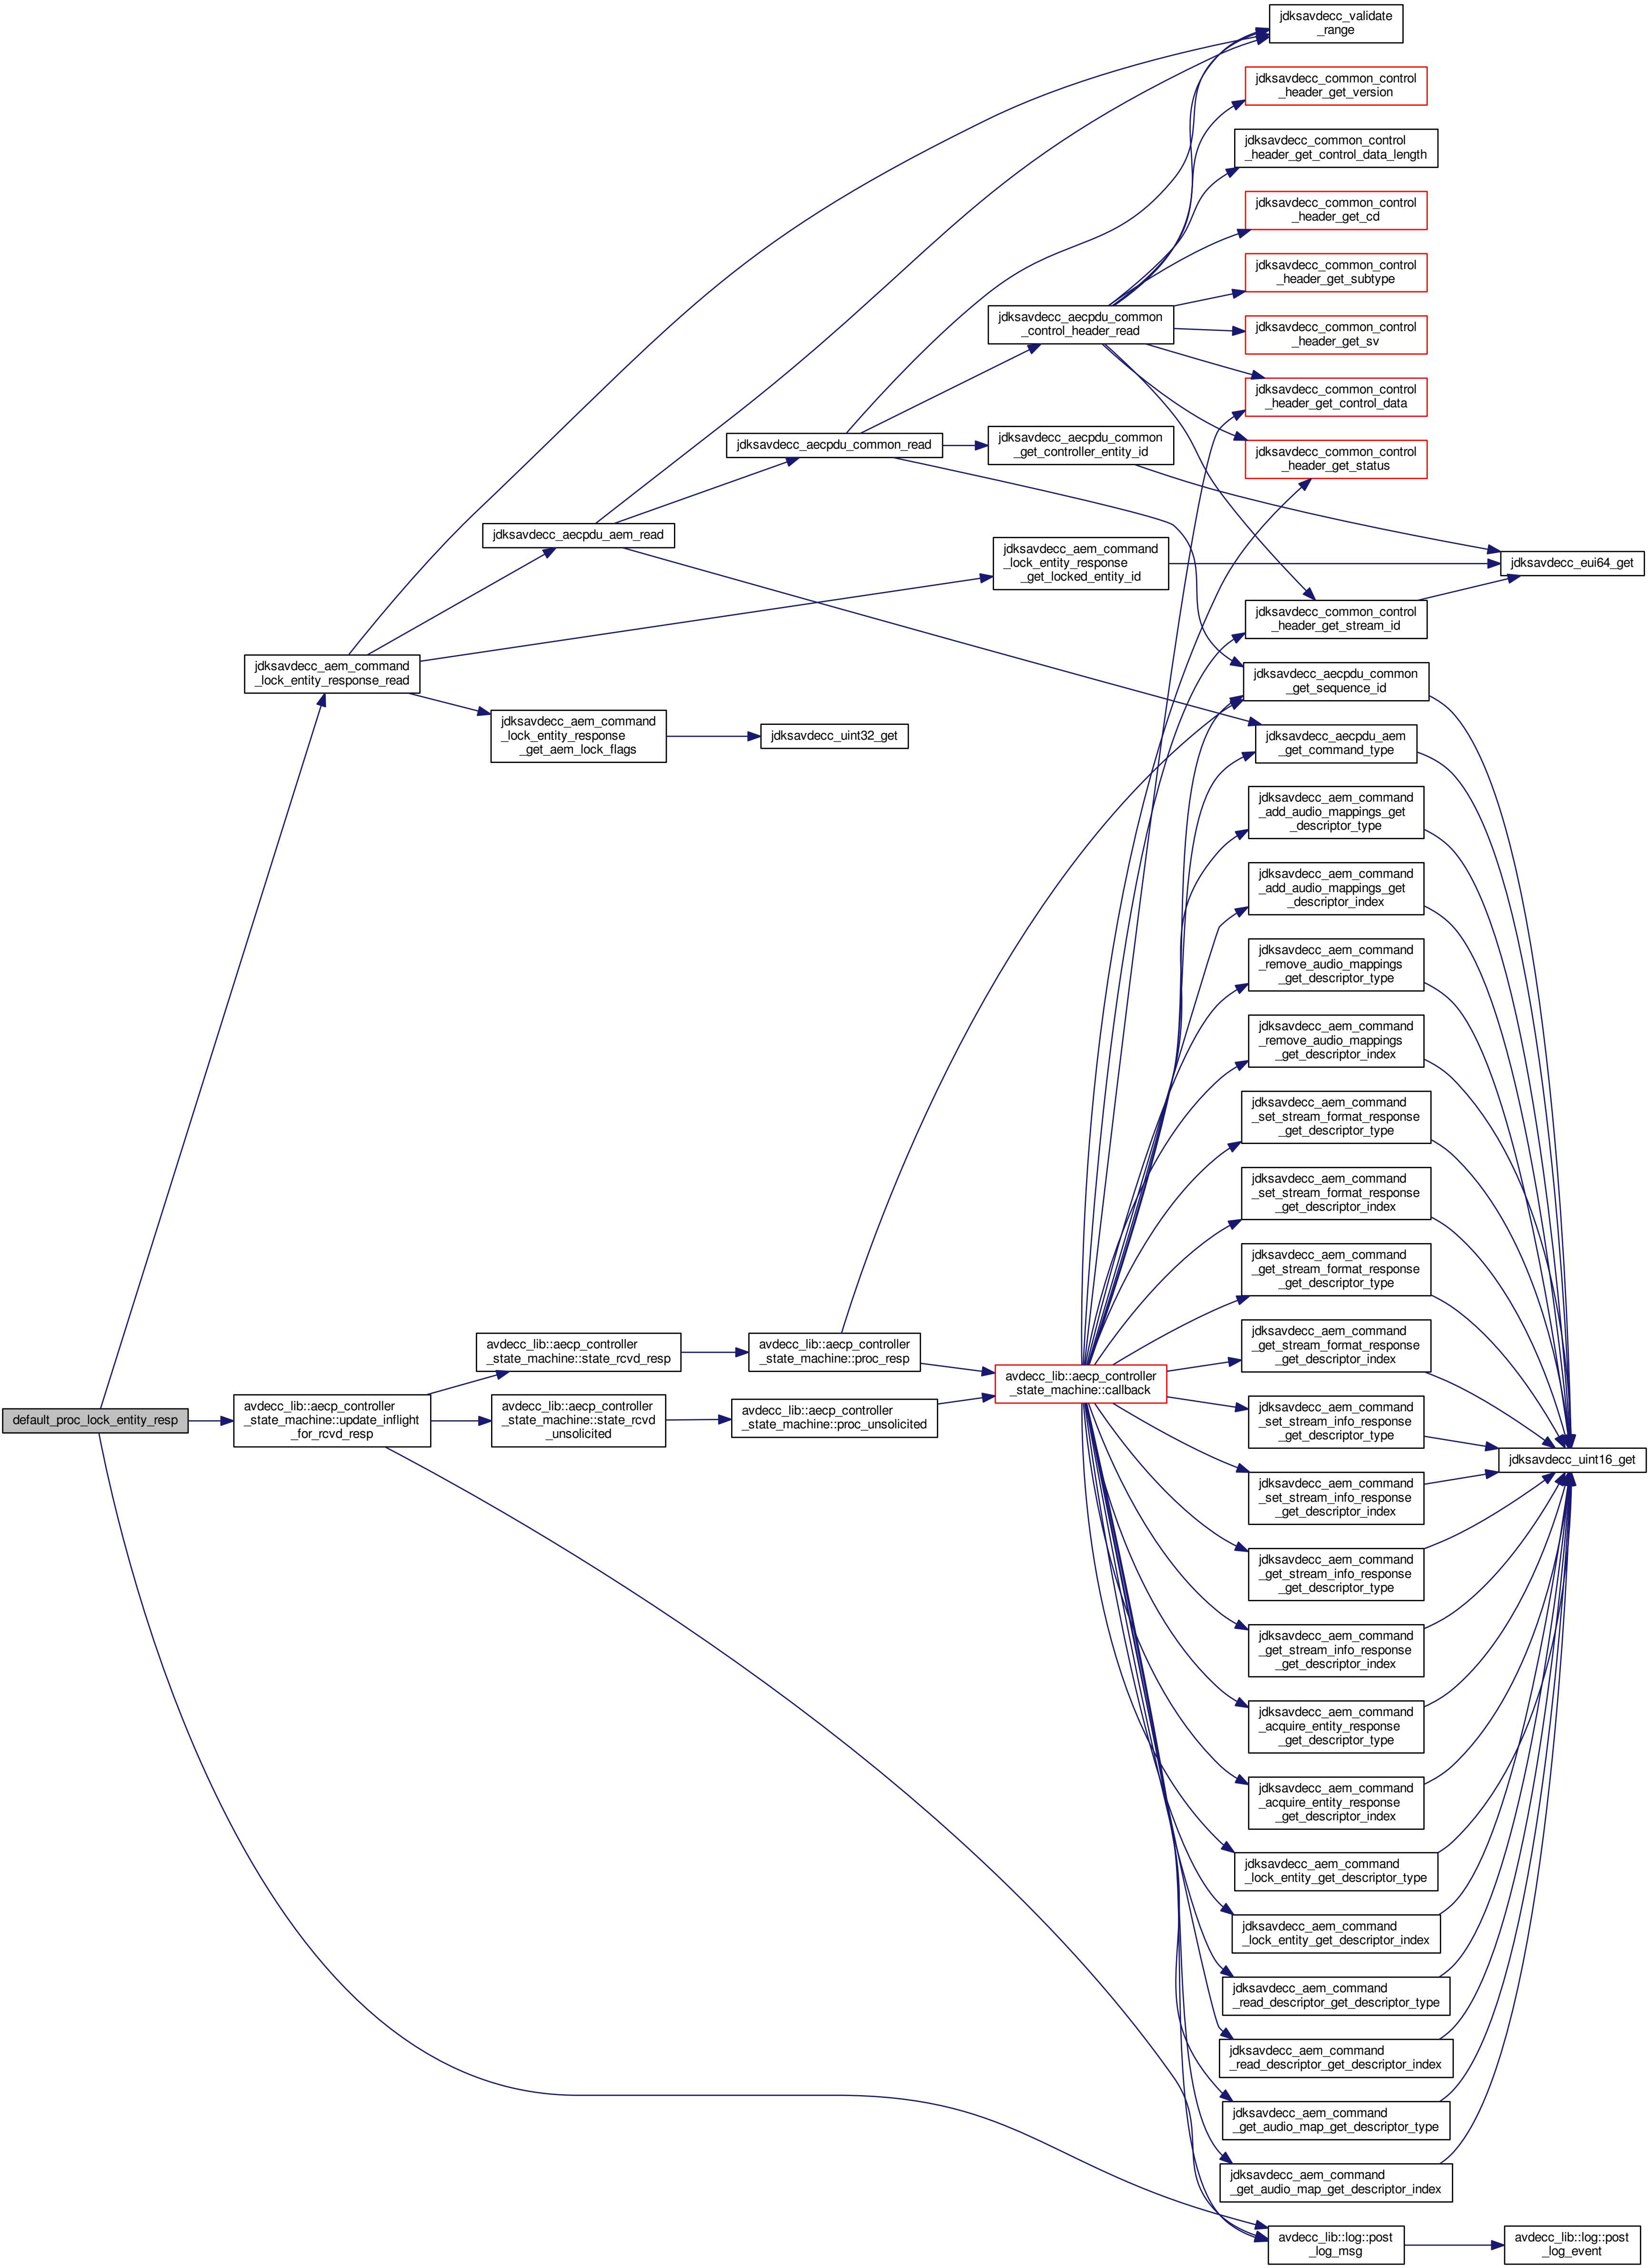 jdksavdecc_validate
_range
jdksavdecc_common_control
_header_get_version
jdksavdecc_common_control
_header_get_control_data_length
jdksavdecc_common_control
_header_get_cd
jdksavdecc_common_control
_header_get_subtype
jdksavdecc_aecpdu_common
_control_header_read
jdksavdecc_common_control
_header_get_sv
jdksavdecc_common_control
_header_get_control_data
jdksavdecc_aecpdu_common_read
jdksavdecc_aecpdu_common
_get_controller_entity_id
jdksavdecc_common_control
_header_get_status
jdksavdecc_aecpdu_aem_read
jdksavdecc_aem_command
_lock_entity_response
_get_locked_entity_id
jdksavdecc_eui64_get
jdksavdecc_common_control
_header_get_stream_id
jdksavdecc_aem_command
_lock_entity_response_read
jdksavdecc_aecpdu_common
_get_sequence_id
jdksavdecc_aem_command
_lock_entity_response
_get_aem_lock_flags
jdksavdecc_uint32_get
jdksavdecc_aecpdu_aem
_get_command_type
jdksavdecc_aem_command
_add_audio_mappings_get
_descriptor_type
jdksavdecc_aem_command
_add_audio_mappings_get
_descriptor_index
jdksavdecc_aem_command
_remove_audio_mappings
_get_descriptor_type
jdksavdecc_aem_command
_remove_audio_mappings
_get_descriptor_index
jdksavdecc_aem_command
_set_stream_format_response
_get_descriptor_type
jdksavdecc_aem_command
_set_stream_format_response
_get_descriptor_index
jdksavdecc_aem_command
_get_stream_format_response
_get_descriptor_type
avdecc_lib::aecp_controller
_state_machine::state_rcvd_resp
avdecc_lib::aecp_controller
_state_machine::proc_resp
jdksavdecc_aem_command
_get_stream_format_response
_get_descriptor_index
avdecc_lib::aecp_controller
_state_machine::callback
default_proc_lock_entity_resp
avdecc_lib::aecp_controller
_state_machine::update_inflight
_for_rcvd_resp
avdecc_lib::aecp_controller
_state_machine::state_rcvd
_unsolicited
avdecc_lib::aecp_controller
_state_machine::proc_unsolicited
jdksavdecc_aem_command
_set_stream_info_response
_get_descriptor_type
jdksavdecc_uint16_get
jdksavdecc_aem_command
_set_stream_info_response
_get_descriptor_index
jdksavdecc_aem_command
_get_stream_info_response
_get_descriptor_type
jdksavdecc_aem_command
_get_stream_info_response
_get_descriptor_index
jdksavdecc_aem_command
_acquire_entity_response
_get_descriptor_type
jdksavdecc_aem_command
_acquire_entity_response
_get_descriptor_index
jdksavdecc_aem_command
_lock_entity_get_descriptor_type
jdksavdecc_aem_command
_lock_entity_get_descriptor_index
jdksavdecc_aem_command
_read_descriptor_get_descriptor_type
jdksavdecc_aem_command
_read_descriptor_get_descriptor_index
jdksavdecc_aem_command
_get_audio_map_get_descriptor_type
jdksavdecc_aem_command
_get_audio_map_get_descriptor_index
avdecc_lib::log::post
_log_msg
avdecc_lib::log::post
_log_event